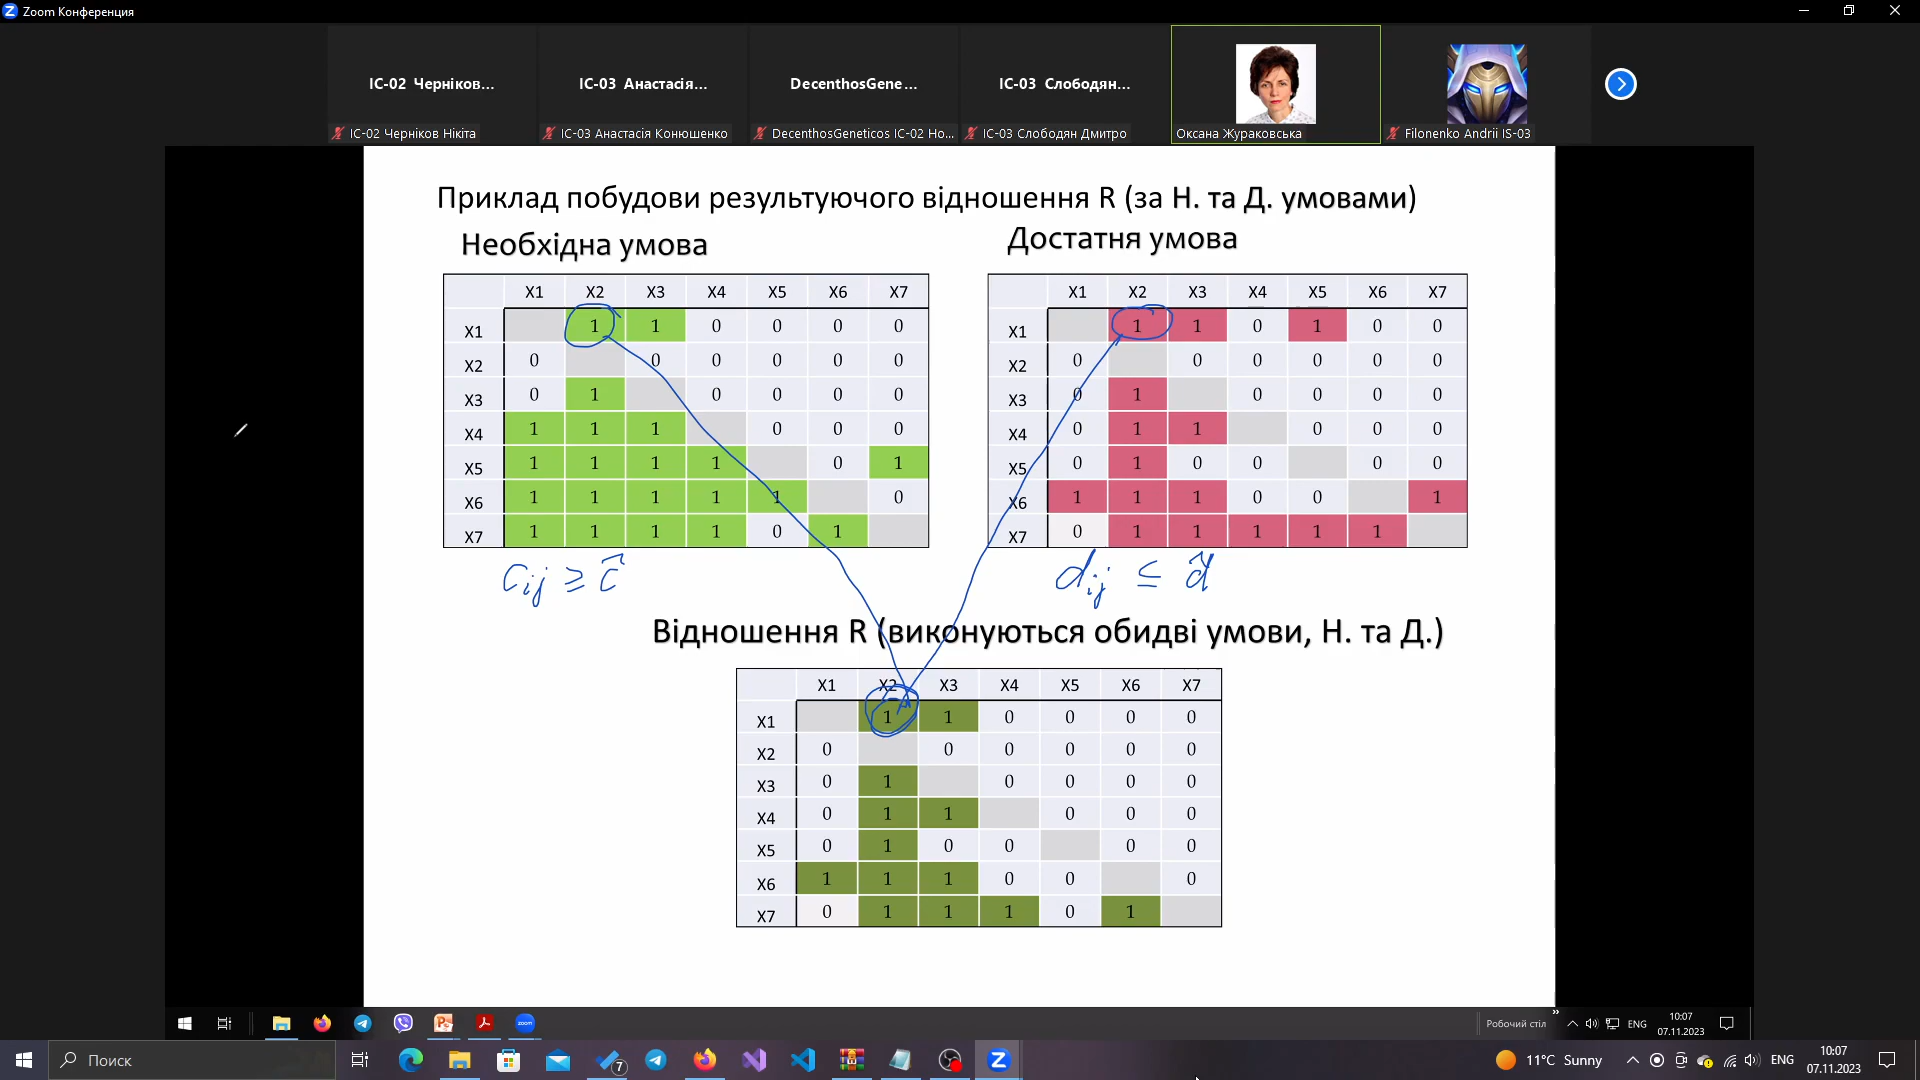 Zoom Конференция
IC-02 Черніков...
IC-03 Анастасія...
DecenthosGene...
IC-03 Слободян...
IC-02 Черніков Нікіта
IC-03 Анастасія Конюшенко
DecenthosGeneticos IC-02 Но...
IC-03 Слободян Дмитро
Оксана Жураковська
Filonenko Andrii IS-03
Приклад побудови результуючого відношення R (за Н. та Д. умовами)
Необхідна умова
X1 X2 X3 X4 X5 X6 X7
X1 1 1 0 0 0 0
X2 0 0 0 0 0 0
X3 0 1 0 0 0 0
X4 1 1 1 0 0 0
X5 1 1 1 1 0 1
X6 1 1 1 1 1 0
X7 1 1 1 1 0 1
cij ≥ ĉ
Достатня умова
X1 X2 X3 X4 X5 X6 X7
X1 1 1 0 1 0 0
X2 0 0 0 0 0 0
X3 0 1 0 0 0 0
X4 0 1 1 0 0 0
X5 0 1 0 0 0 0
X6 1 1 1 0 0 1
X7 0 1 1 1 1 1
dij ≤ d̂
Відношення R (виконуються обидві умови, Н. та Д.)
X1 X2 X3 X4 X5 X6 X7
X1 1 1 0 0 0 0
X2 0 0 0 0 0 0
X3 0 1 0 0 0 0
X4 0 1 1 0 0 0
X5 0 1 0 0 0 0
X6 1 1 1 0 0 0
X7 0 1 1 1 0 1
zoom
Робочий стіл
ENG
10:07
07.11.2023
Поиск
7
11°C Sunny
ENG
10:07
07.11.2023